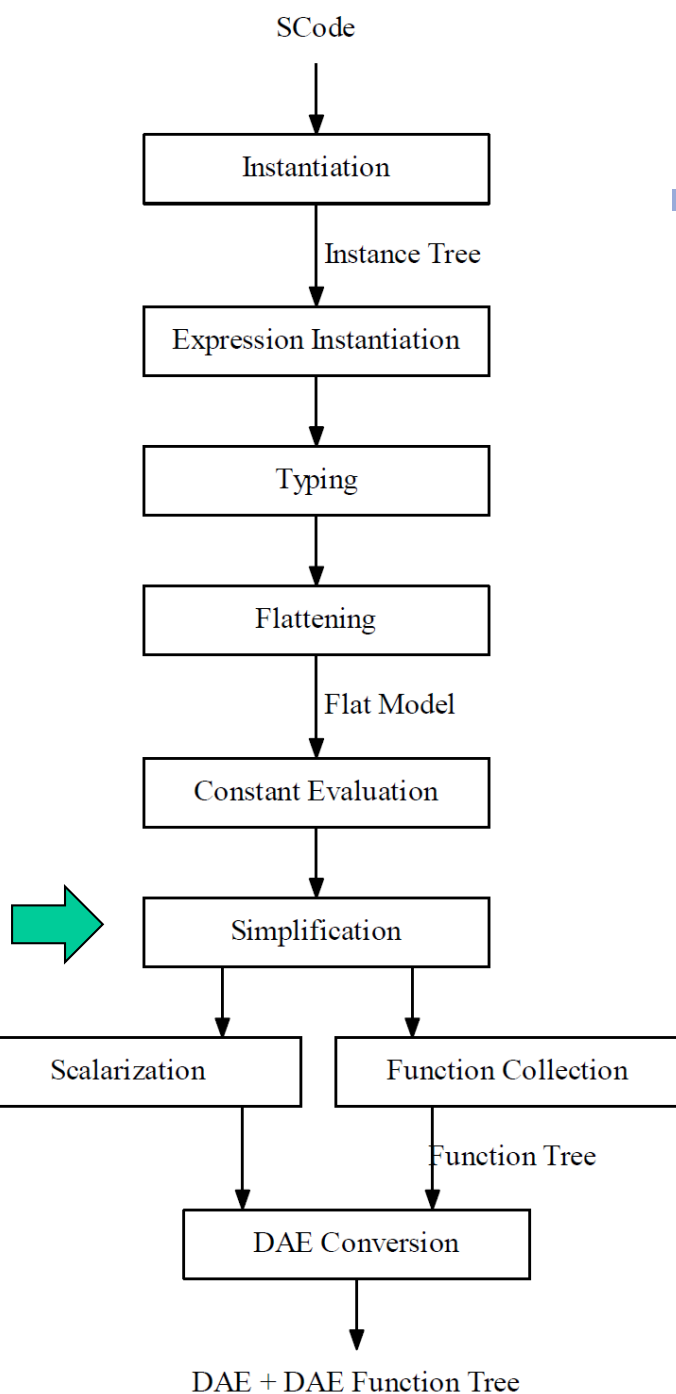 SCode
Instantiation
Instance Tree
Expression Instantiation
Typing
Flattening
Flat Model
Constant Evaluation
Simplification
Scalarization
Function Collection
Function Tree
DAE Conversion
DAE + DAE Function Tree